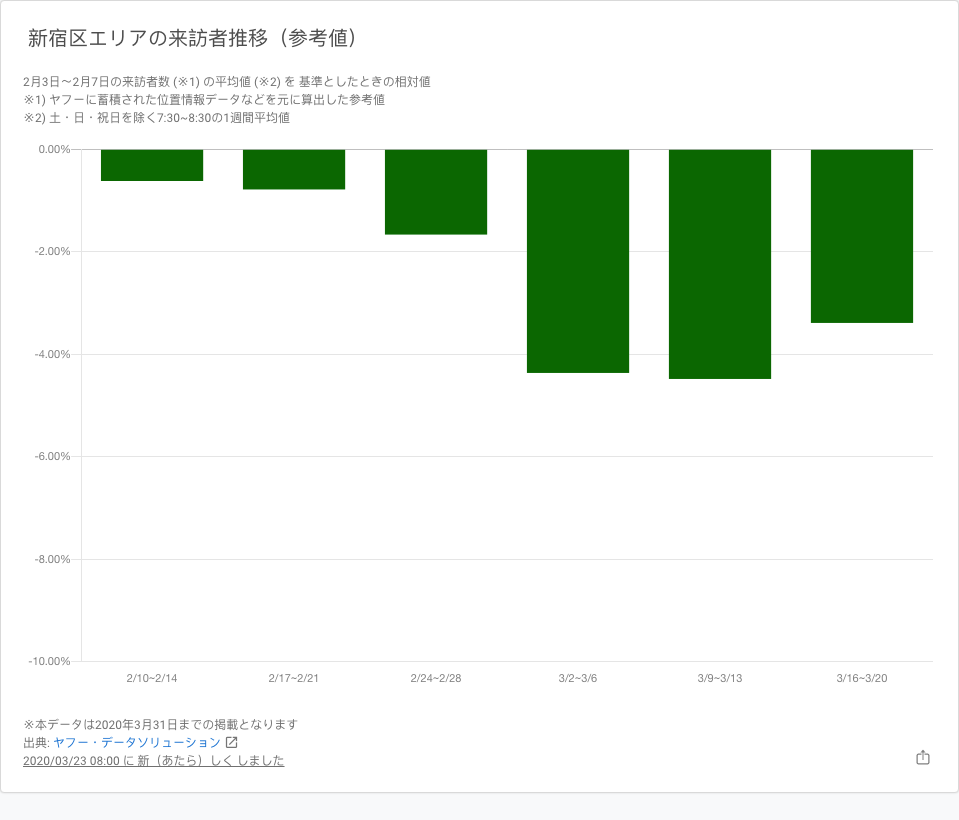 新宿区エリアの来訪者推移（参考値）
2月3日～2月7日の来訪者数 (※1) の平均値 (※2) を 基準としたときの相対値
※1) ヤフーに蓄積された位置情報データなどを元に算出した参考値
※2) 土・日・祝日を除く7:30~8:30の1週間平均値
0.00%
-2.00%
-4.00%
-6.00%
-8.00%
-10.00%
2/10~2/14 2/17~2/21 2/24~2/28 3/2~3/6 3/9~3/13 3/16~3/20
※本データは2020年3月31日までの掲載となります
出典: ヤフー・データソリューション
2020/03/23 08:00 に 新（あたら）しく しました